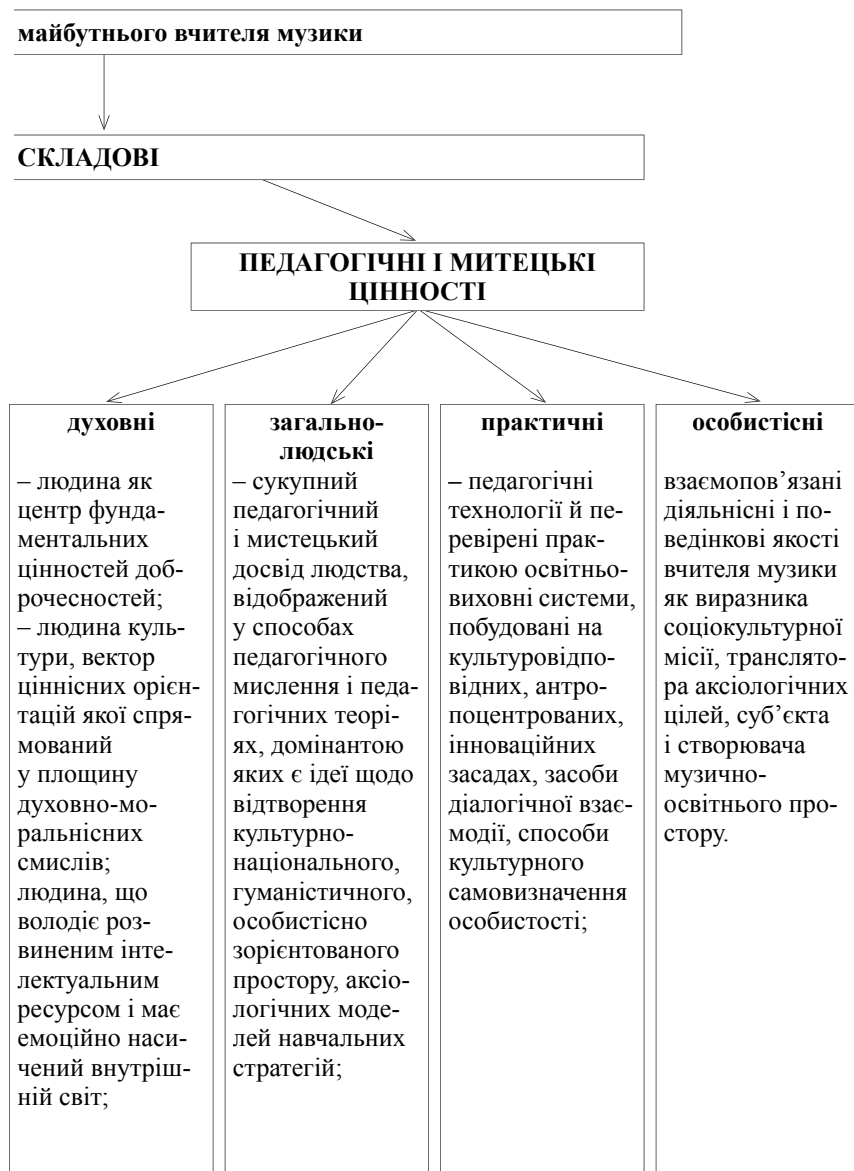 майбутнього вчителя музики
СКЛАДОВІ
ПЕДАГОГІЧНІ І МИТЕЦЬКІ
ЦІННОСТІ
духовні
– людина як
центр фунда-
ментальних
цінностей доб-
рочесностей;
– людина куль-
тури, вектор
ціннісних орієн-
тацій якої спря-
мований
у площину
духовно-мо-
ральнісних
смислів;
людина, що
володіє роз-
виненим інте-
лектуальним
ресурсом і має
емоційно наси-
чений внутріш-
ній світ;
загально-
людські
– сукупний
педагогічний
і мистецький
досвід людства,
відображений
у способах
педагогічного
мислення і педа-
гогічних теорі-
ях, домінантою
яких є ідеї щодо
відтворення
культурно-
національного,
гуманістичного,
особистісно
зорієнтованого
простору, аксіо-
логічних моде-
лей навчальних
стратегій;
практичні
– педагогічні
технології й пе-
ревірені прак-
тикою освітньо-
виховні системи,
побудовані на
культуровідпо-
відних, антро-
поцентрованих,
інноваційних
засадах, засоби
діалогічної взає-
модії, способи
культурного
самовизначення
особистості;
особистісні
взаємопов’язані
діяльнісні і по-
ведінкові якості
вчителя музики
як виразника
соціокультурної
місії, транслято-
ра аксіологічних
цілей, суб’єкта
і створювача
музично-
освітнього про-
стору.